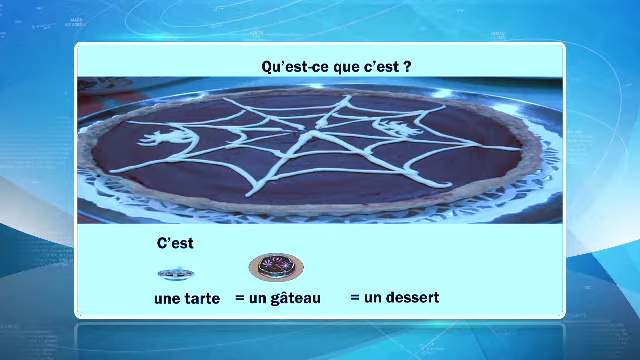 Qu'est-ce que c'est ?
C'est
une tarte = un gâteau = un dessert